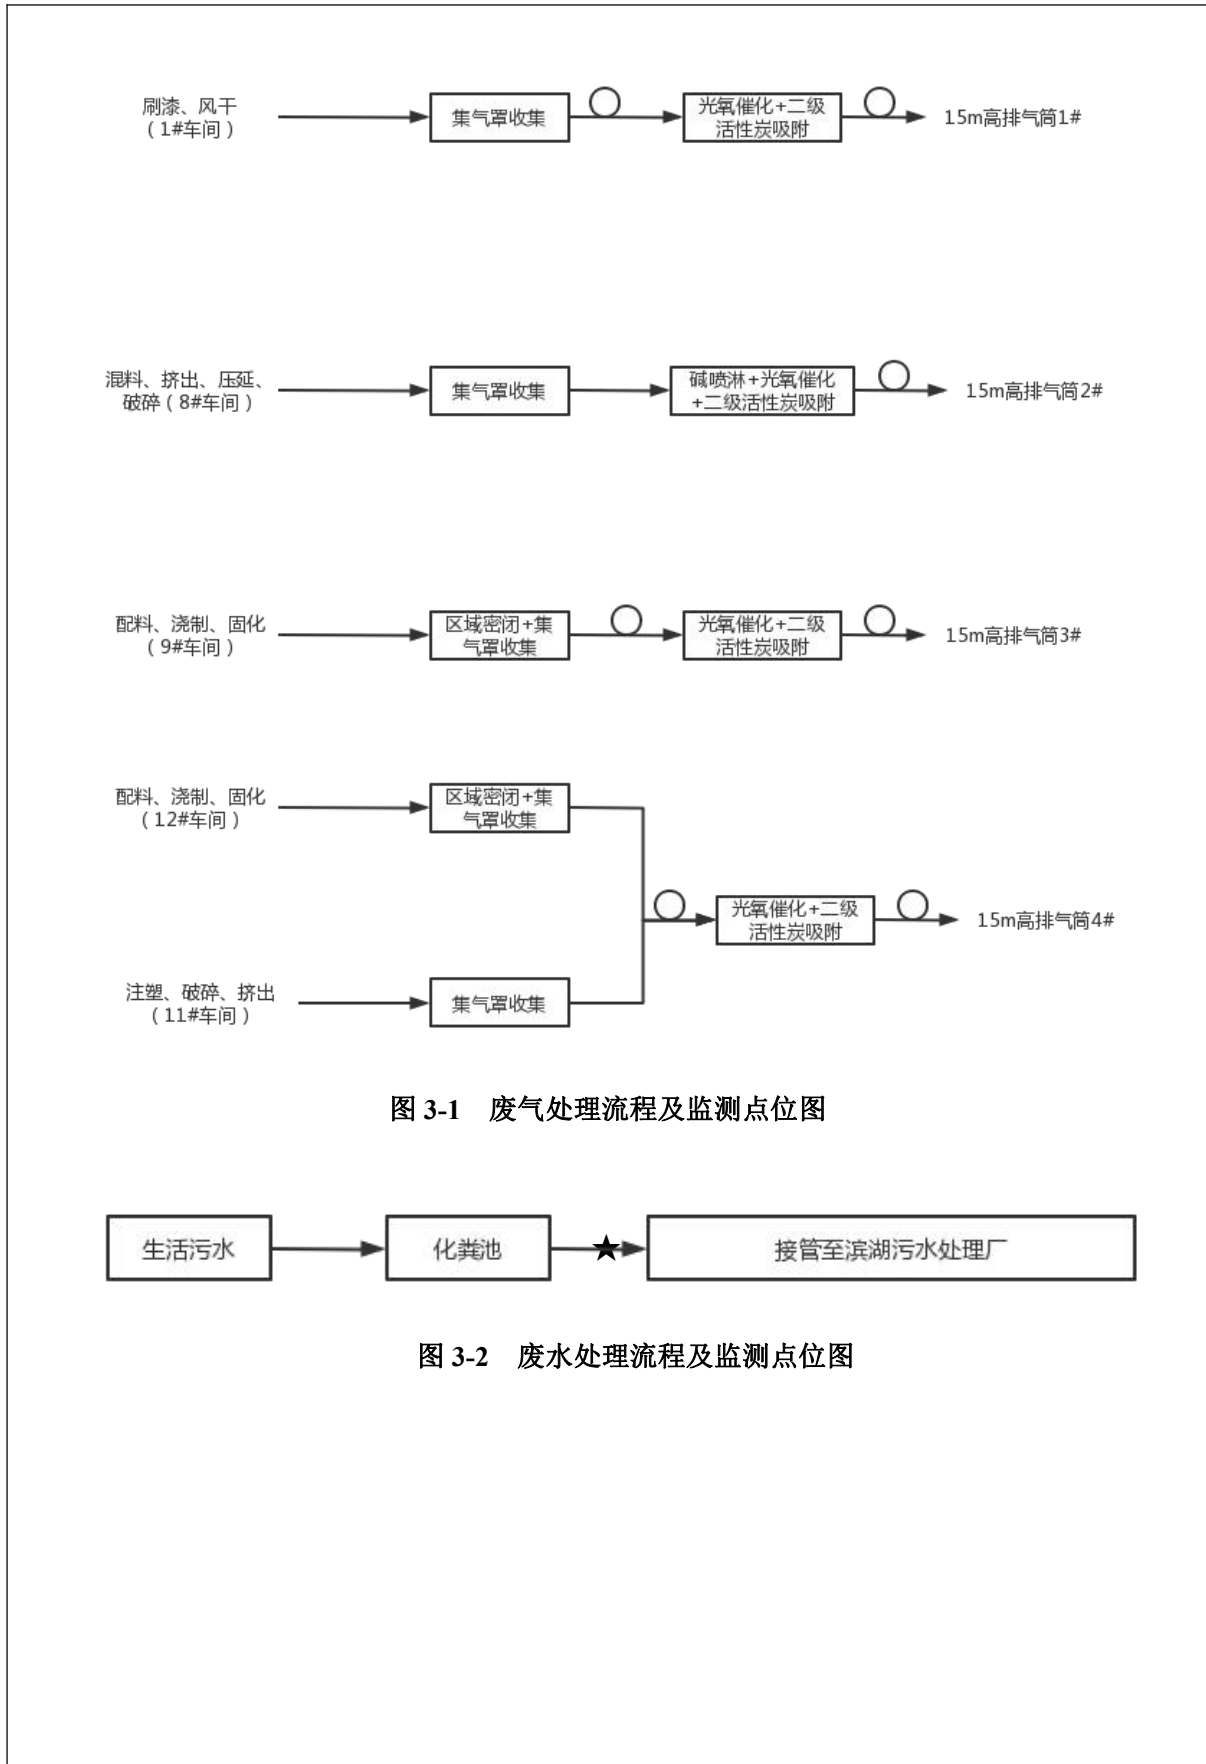 刷漆、风干
（1#车间）
集气罩收集
光氧催化+二级
活性炭吸附
15m高排气筒1#
混料、挤出、压延、
破碎（8#车间）
集气罩收集
碱喷淋+光氧催化
+二级活性炭吸附
15m高排气筒2#
配料、浇制、固化
（9#车间）
区域密闭+集
气罩收集
光氧催化+二级
活性炭吸附
15m高排气筒3#
配料、浇制、固化
（12#车间）
区域密闭+集
气罩收集
光氧催化+二级
活性炭吸附
15m高排气筒4#
注塑、破碎、挤出
（11#车间）
集气罩收集
图 3-1 废气处理流程及监测点位图
生活污水
化粪池
接管至滨湖污水处理厂
图 3-2 废水处理流程及监测点位图